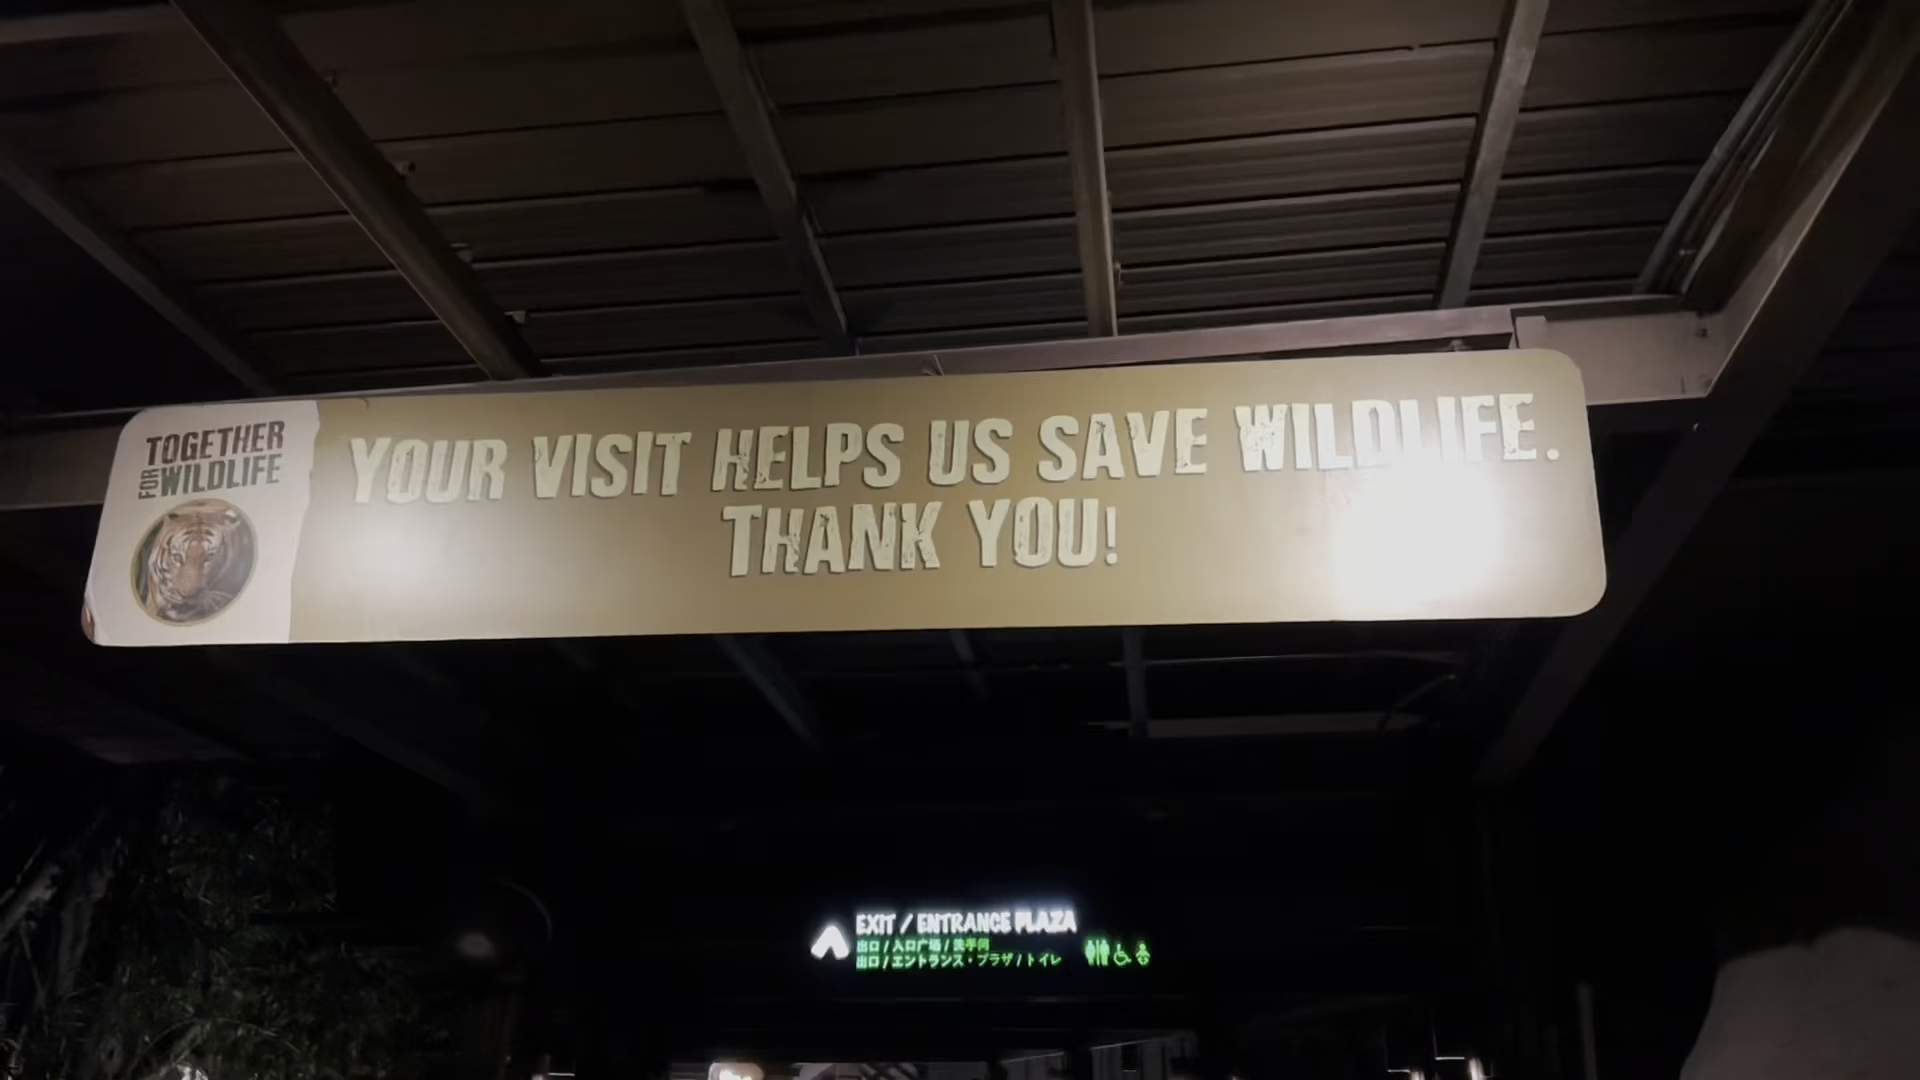 TOGETHER
FOR WILDLIFE
YOUR VISIT HELPS US SAVE WILDLIFE.
THANK YOU!
EXIT / ENTRANCE PLAZA
出口 / 入口广场 / 洗手间
出口 / エントランス・プラザ / トイレ